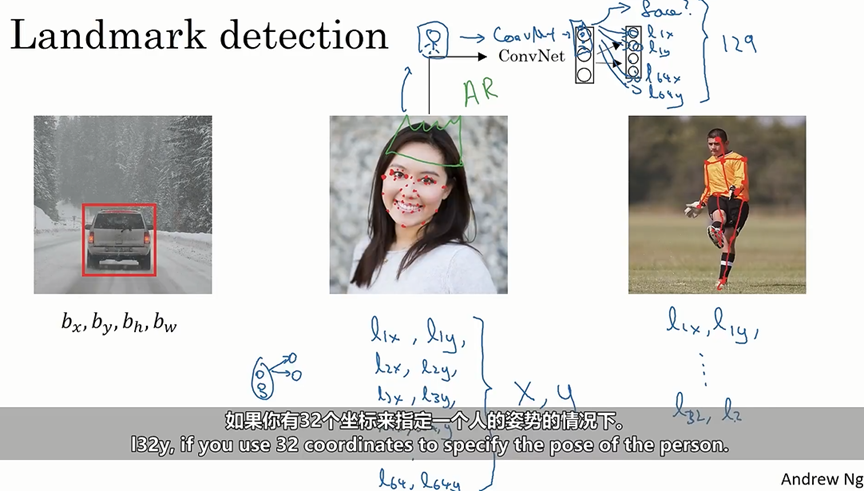 Landmark detection
ConvNet
face?
l1x
l1y
l64x
l64y
129
ConvNet
AR
bx, by, bh, bw
l1x, l1y,
l2x, l2y,
l3x, l3y,
l64, l64y
x, y
l1x, l1y,
l32, l2
如果你有32个坐标来指定一个人的姿势的情况下.
l32y, if you use 32 coordinates to specify the pose of the person.
Andrew Ng